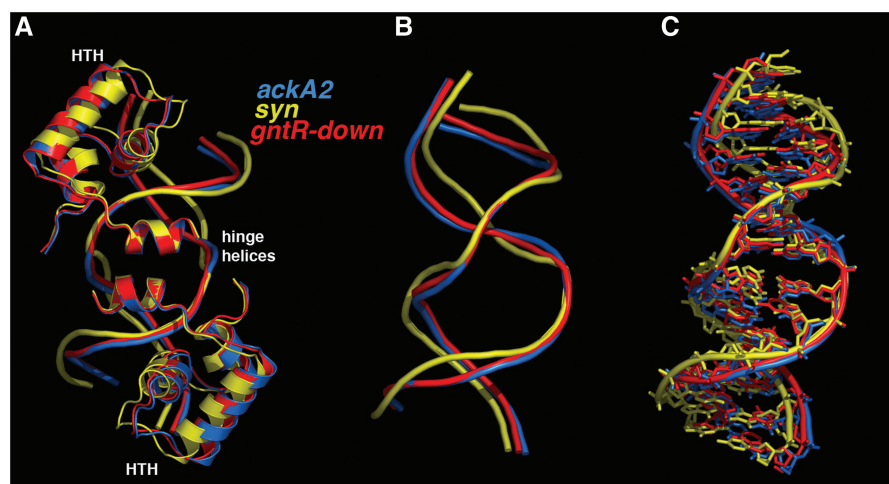 A
B
C
HTH
ackA2
syn
gntR-down
hinge
helices
HTH